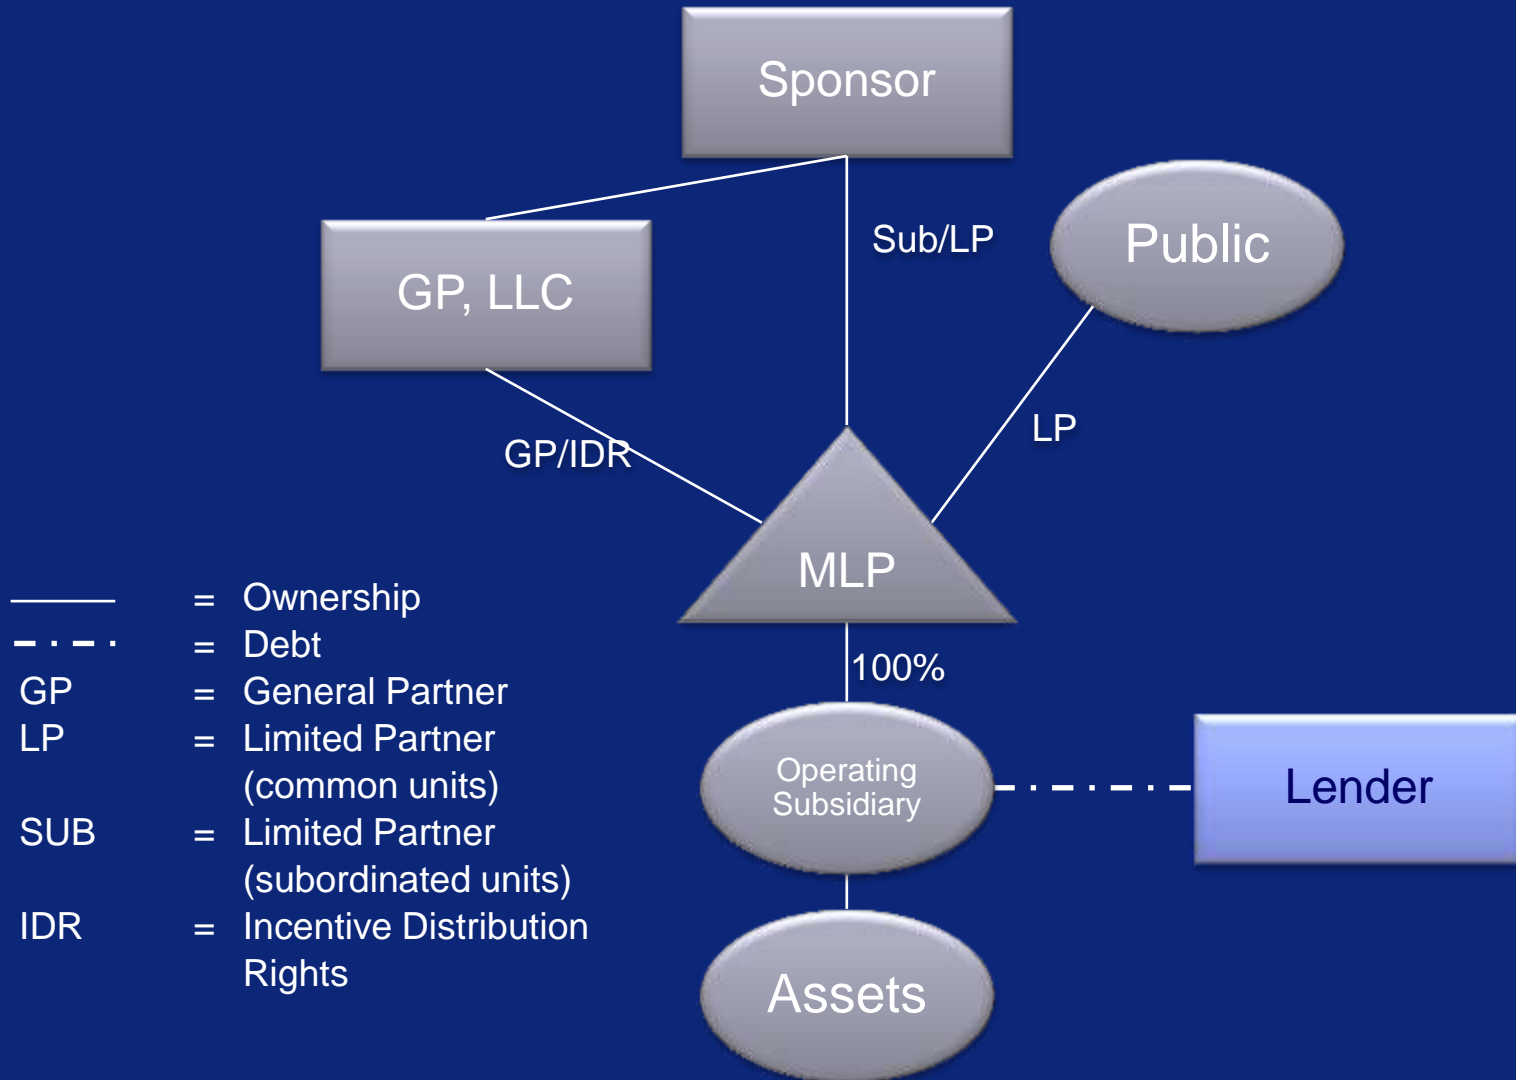 Sponsor
Public
Sub/LP
GP, LLC
LP
GP/IDR
MLP
= Ownership
= Debt
GP = General Partner
LP = Limited Partner
(common units)
SUB = Limited Partner
(subordinated units)
IDR = Incentive Distribution
Rights
100%
Operating
Subsidiary
Lender
Assets